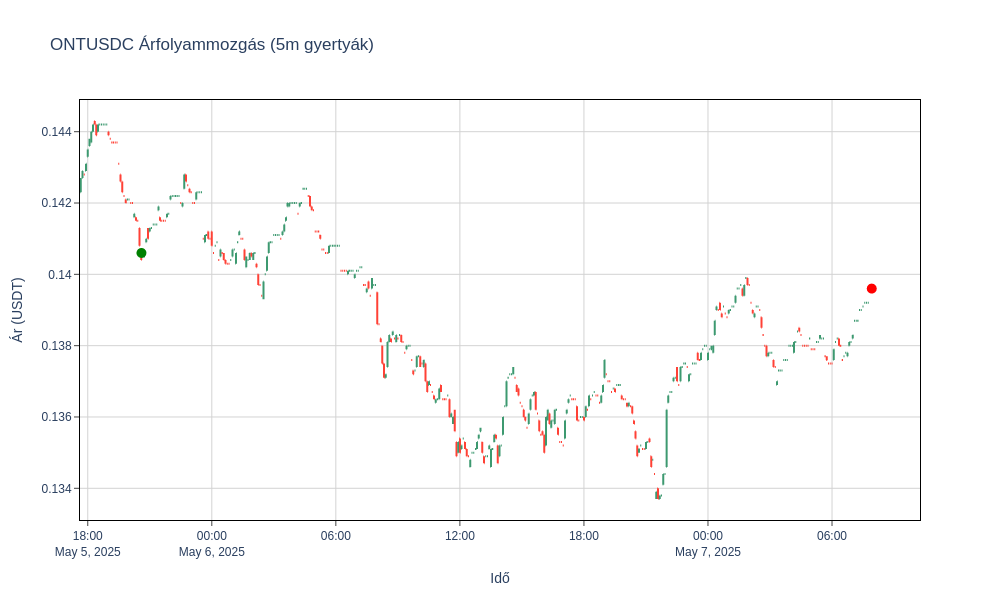 ONTUSDC Árfolyammozgás (5m gyertyák)
Ár (USDT)
0.144
0.142
0.14
0.138
0.136
0.134
18:00 00:00 06:00 12:00 18:00 00:00 06:00
May 5, 2025 May 6, 2025 May 7, 2025
Idő